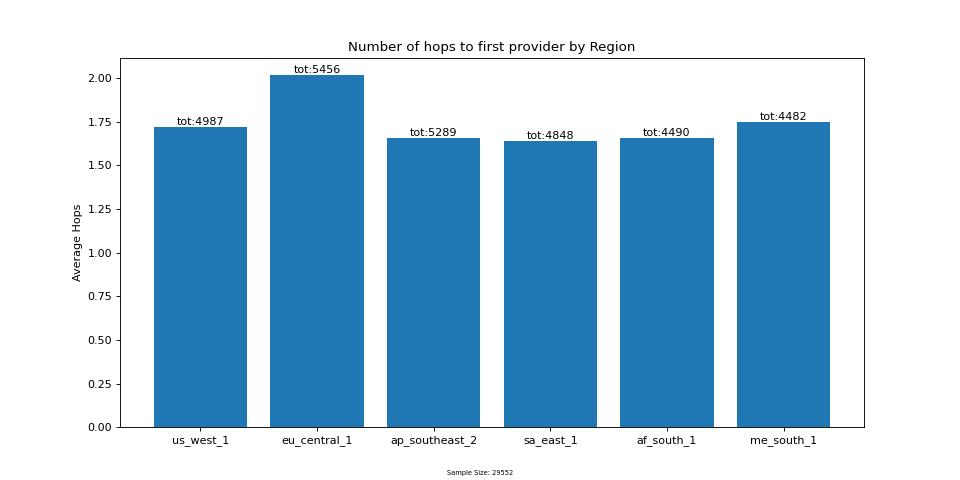 Number of hops to first provider by Region
Average Hops
2.00
1.75
1.50
1.25
1.00
0.75
0.50
0.25
0.00
tot:4987
tot:5456
tot:5289
tot:4848
tot:4490
tot:4482
us_west_1
eu_central_1
ap_southeast_2
sa_east_1
af_south_1
me_south_1
Sample Size: 29552